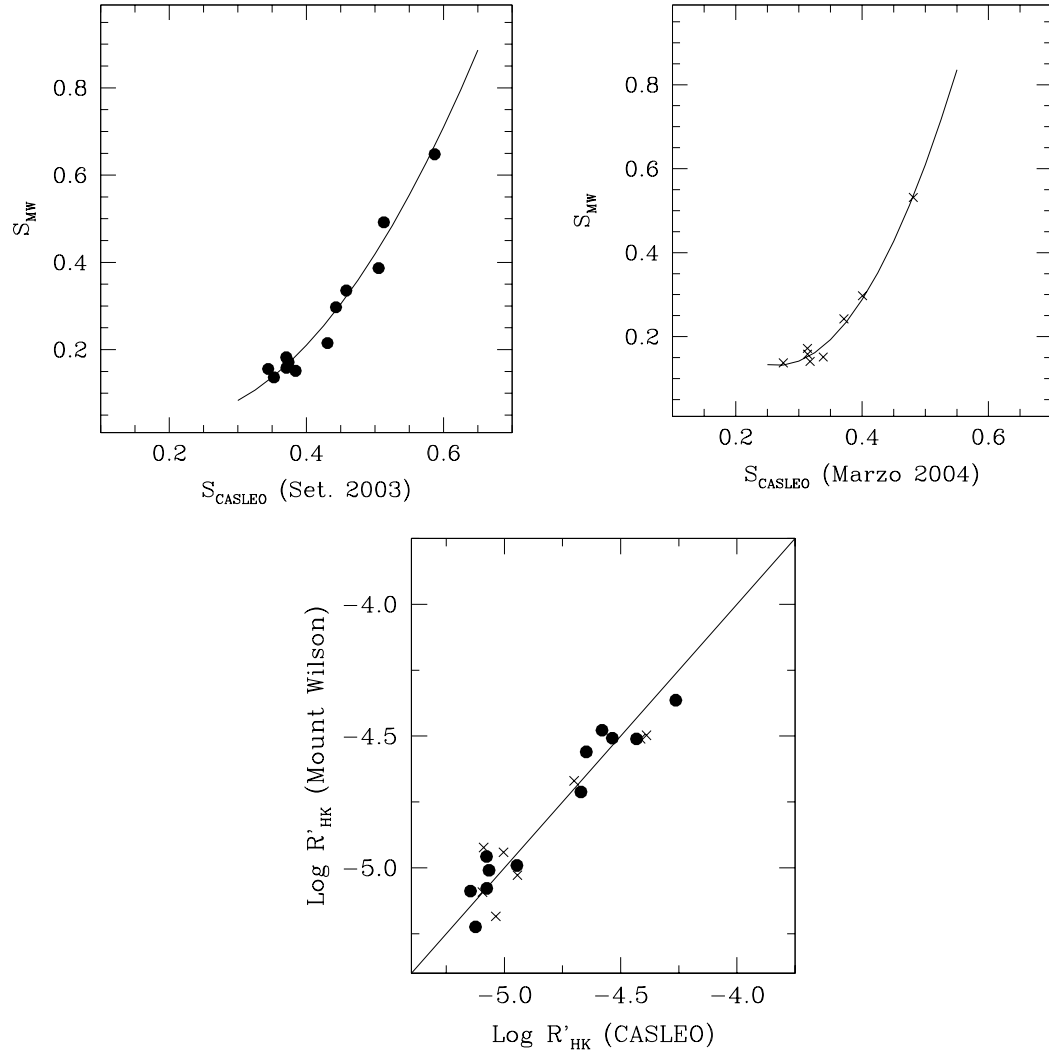 0.8
0.6
0.4
0.2
S_MW
0.2 0.4 0.6
S_CASLEO (Set. 2003)
0.8
0.6
0.4
0.2
S_MW
0.2 0.4 0.6
S_CASLEO (Marzo 2004)
−4.0
−4.5
−5.0
Log R'_HK (Mount Wilson)
−5.0 −4.5 −4.0
Log R'_HK (CASLEO)